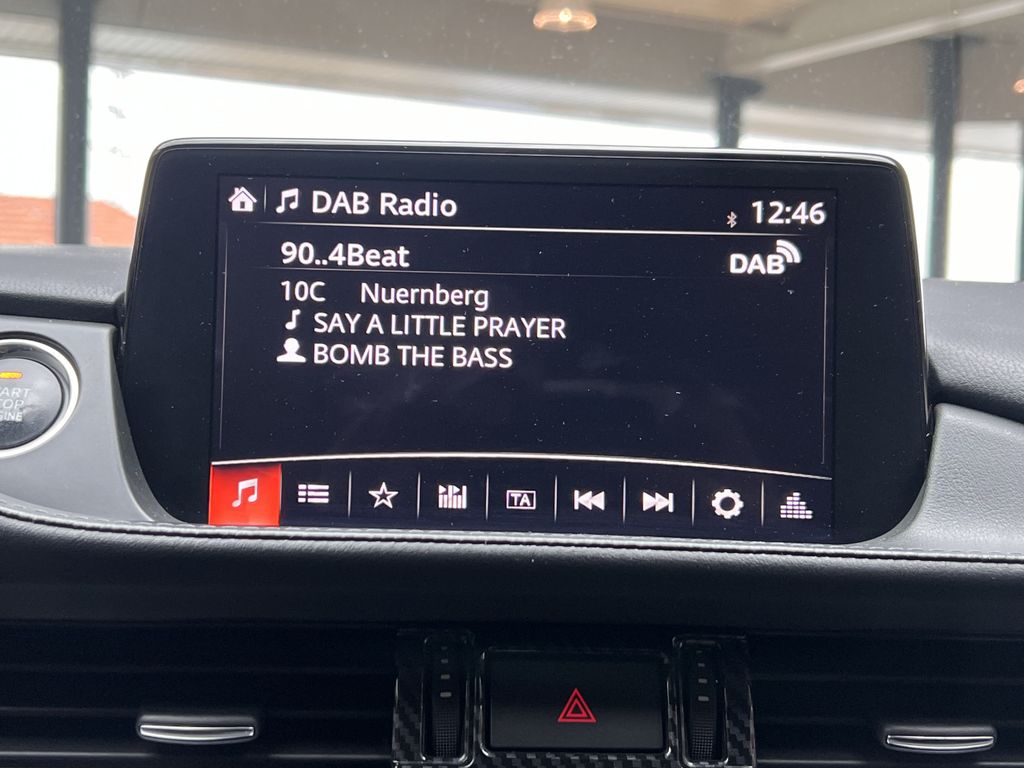 DAB Radio 12:46
90..4Beat DAB
10C Nuernberg
SAY A LITTLE PRAYER
BOMB THE BASS
TA